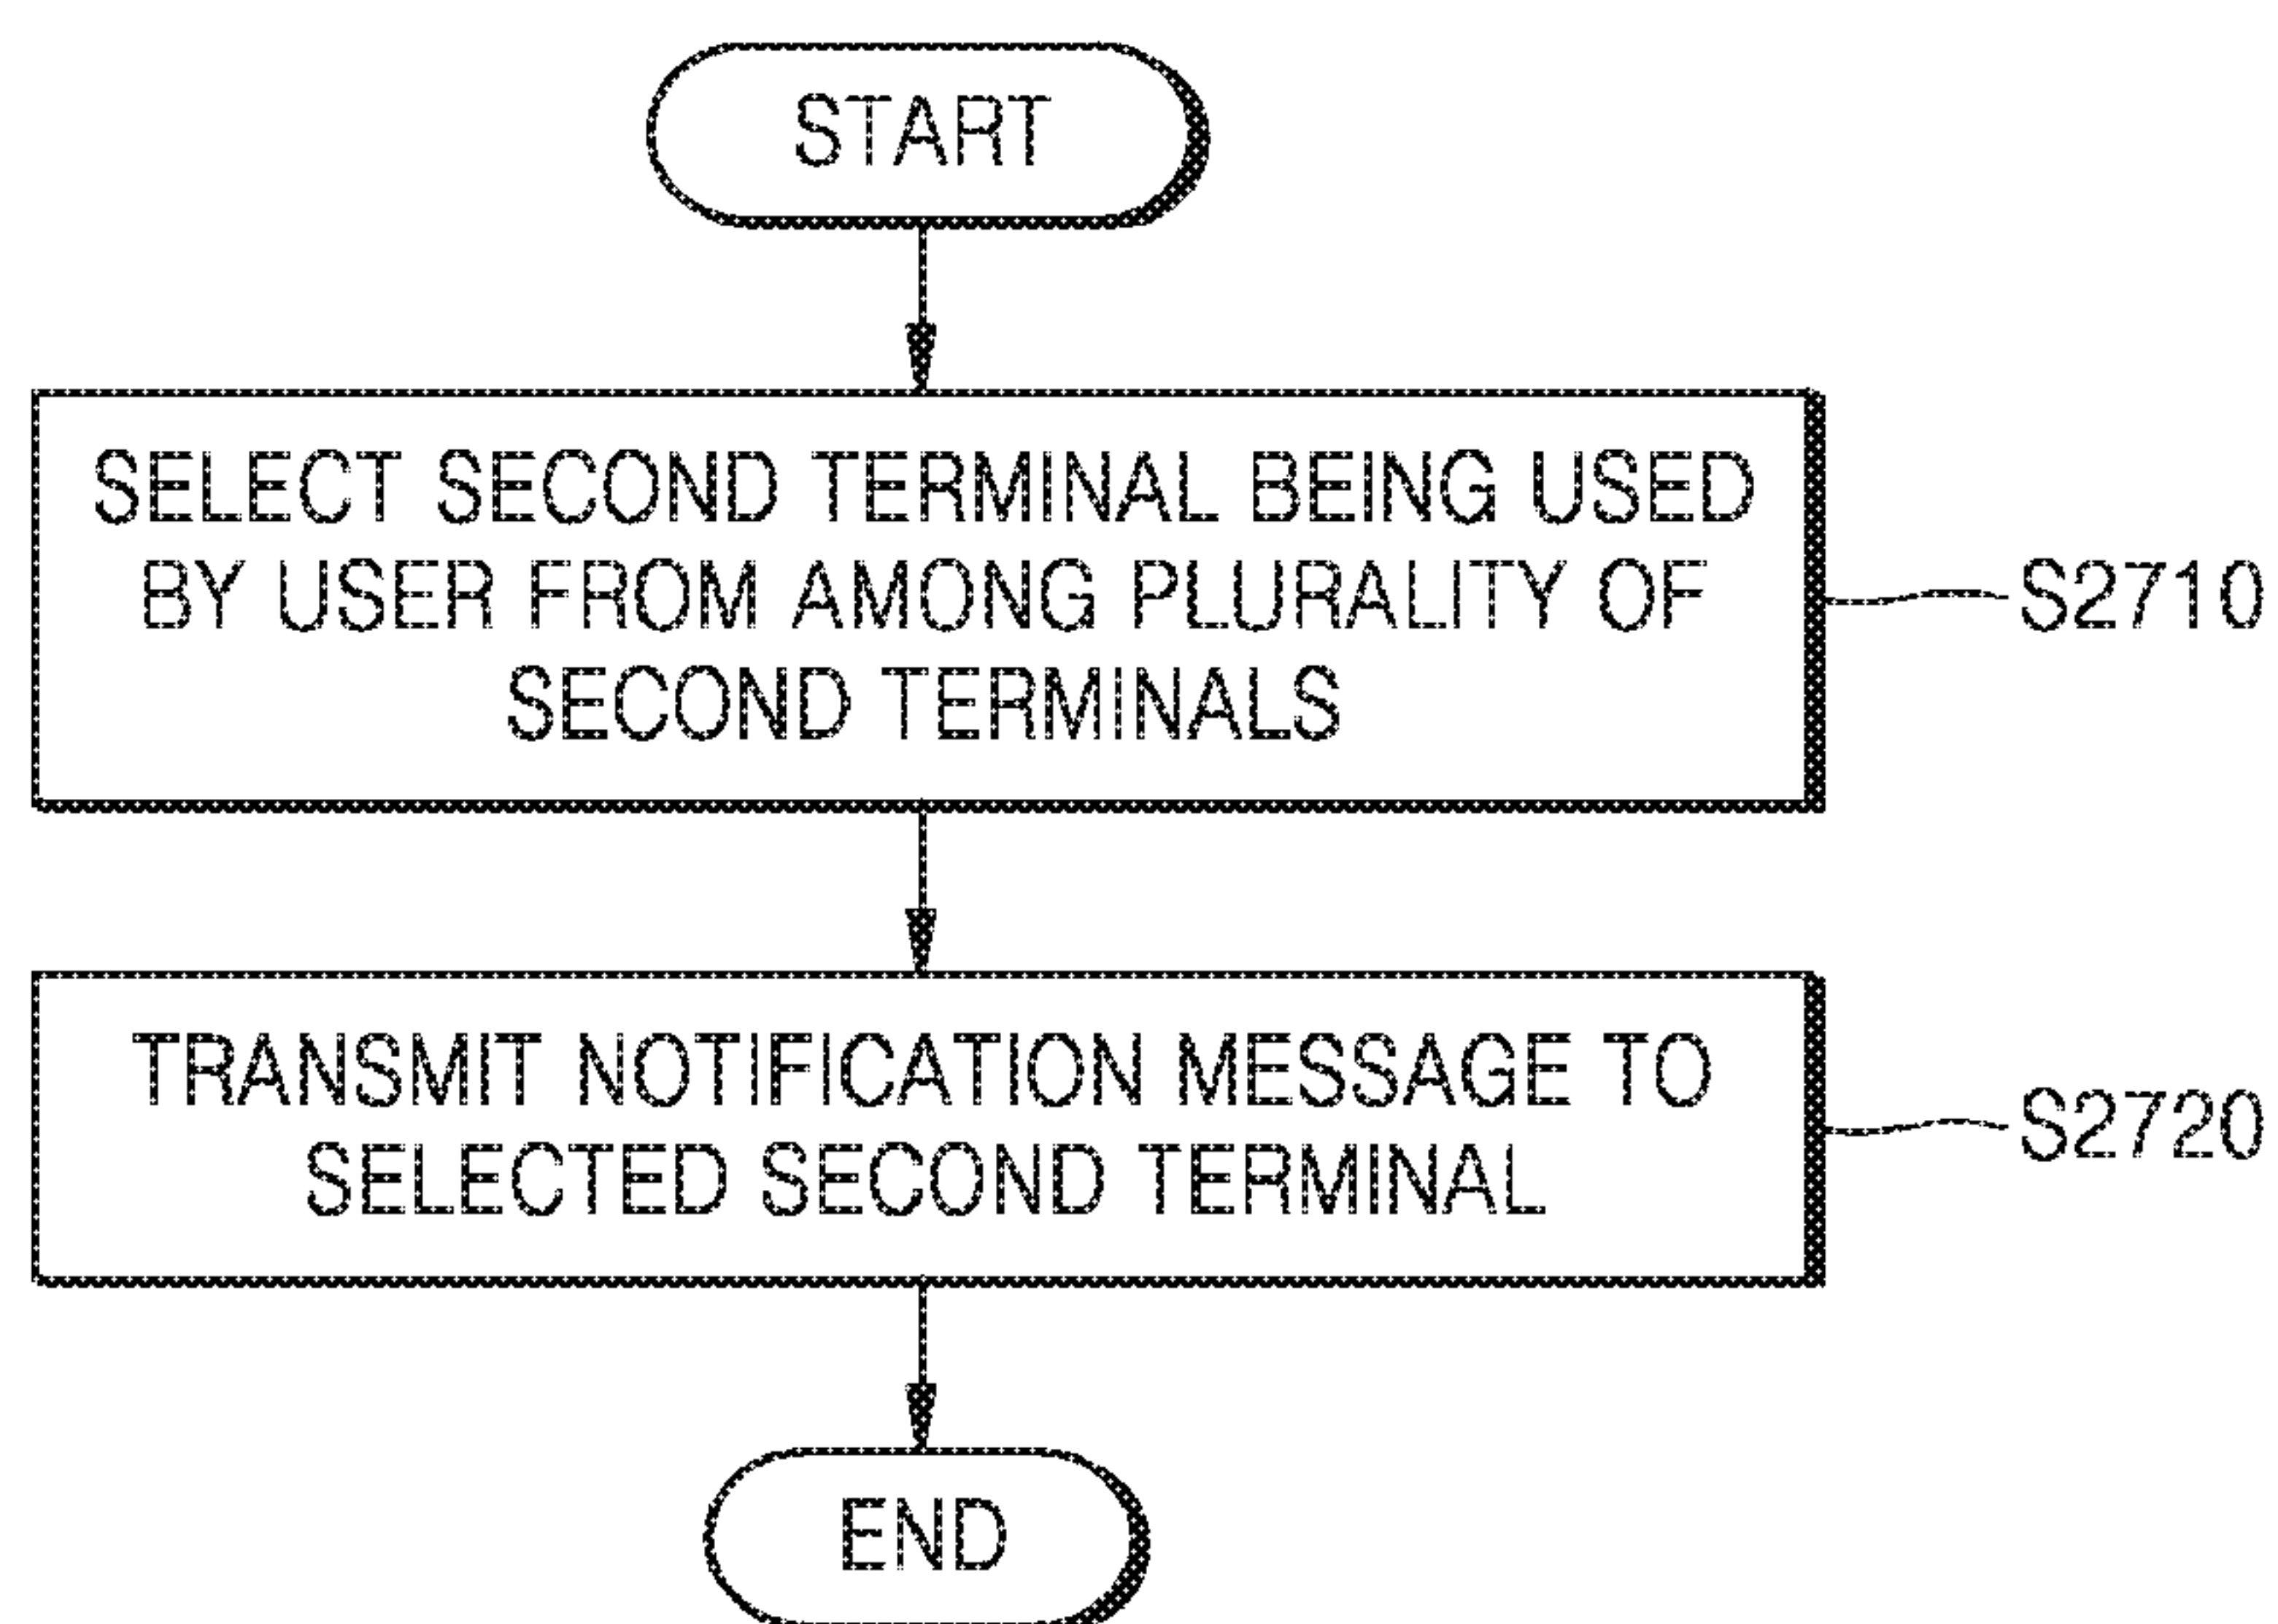 START
SELECT SECOND TERMINAL BEING USED
BY USER FROM AMONG PLURALITY OF
SECOND TERMINALS
S2710
TRANSMIT NOTIFICATION MESSAGE TO
SELECTED SECOND TERMINAL
S2720
END